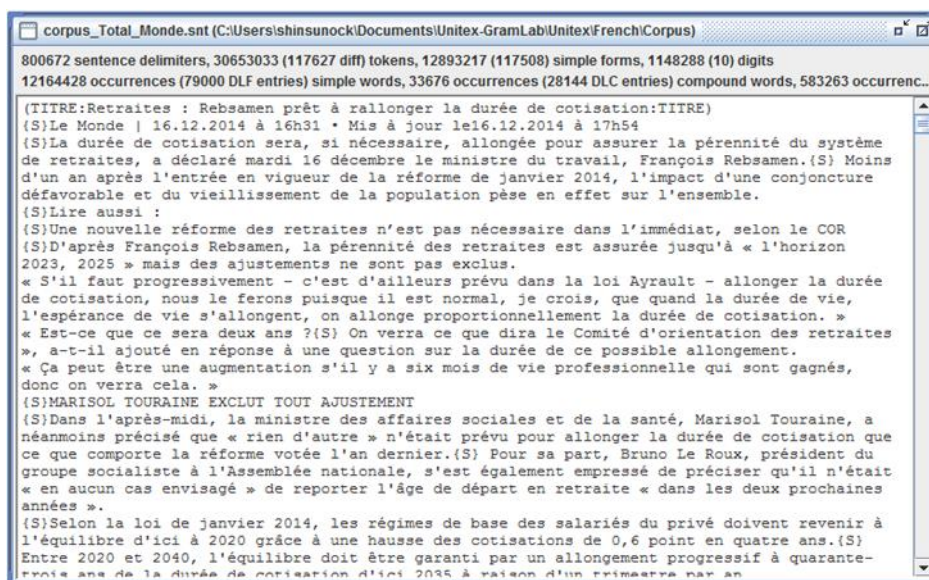 corpus_Total_Monde.snt (C:\Users\shinsunock\Documents\Unitex-GramLab\Unitex\French\Corpus)
800672 sentence delimiters, 30653033 (117627 diff) tokens, 12893217 (117508) simple forms, 1148288 (10) digits
12164428 occurrences (79000 DLF entries) simple words, 33676 occurrences (28144 DLC entries) compound words, 583263 occurrenc...
(TITRE:Retraites : Rebsamen prêt à rallonger la durée de cotisation:TITRE)
{S}Le Monde | 16.12.2014 à 16h31 • Mis à jour le16.12.2014 à 17h54
{S}La durée de cotisation sera, si nécessaire, allongée pour assurer la pérennité du système
de retraites, a déclaré mardi 16 décembre le ministre du travail, François Rebsamen.{S} Moins
d'un an après l'entrée en vigueur de la réforme de janvier 2014, l'impact d'une conjoncture
défavorable et du vieillissement de la population pèse en effet sur l'ensemble.
{S}Lire aussi :
{S}Une nouvelle réforme des retraites n’est pas nécessaire dans l’immédiat, selon le COR
{S}D'après François Rebsamen, la pérennité des retraites est assurée jusqu'à « l'horizon
2023, 2025 » mais des ajustements ne sont pas exclus.
« S'il faut progressivement – c'est d'ailleurs prévu dans la loi Ayrault – allonger la durée
de cotisation, nous le ferons puisque il est normal, je crois, que quand la durée de vie,
l'espérance de vie s'allongent, on allonge proportionnellement la durée de cotisation. »
« Est-ce que ce sera deux ans ?{S} On verra ce que dira le Comité d'orientation des retraites
», a-t-il ajouté en réponse à une question sur la durée de ce possible allongement.
« Ça peut être une augmentation s'il y a six mois de vie professionnelle qui sont gagnés,
donc on verra cela. »
{S}MARISOL TOURAINE EXCLUT TOUT AJUSTEMENT
{S}Dans l'après-midi, la ministre des affaires sociales et de la santé, Marisol Touraine, a
néanmoins précisé que « rien d'autre » n'était prévu pour allonger la durée de cotisation que
ce que comporte la réforme votée l'an dernier.{S} Pour sa part, Bruno Le Roux, président du
groupe socialiste à l'Assemblée nationale, s'est également empressé de préciser qu'il n'était
« en aucun cas envisagé » de reporter l'âge de départ en retraite « dans les deux prochaines
années ».
{S}Selon la loi de janvier 2014, les régimes de base des salariés du privé doivent revenir à
l'équilibre d'ici à 2020 grâce à une hausse des cotisations de 0,6 point en quatre ans.{S}
Entre 2020 et 2040, l'équilibre doit être garanti par un allongement progressif à quarante-
trois ans de la durée de cotisation d'ici 2035 à raison d'un trimestre par an